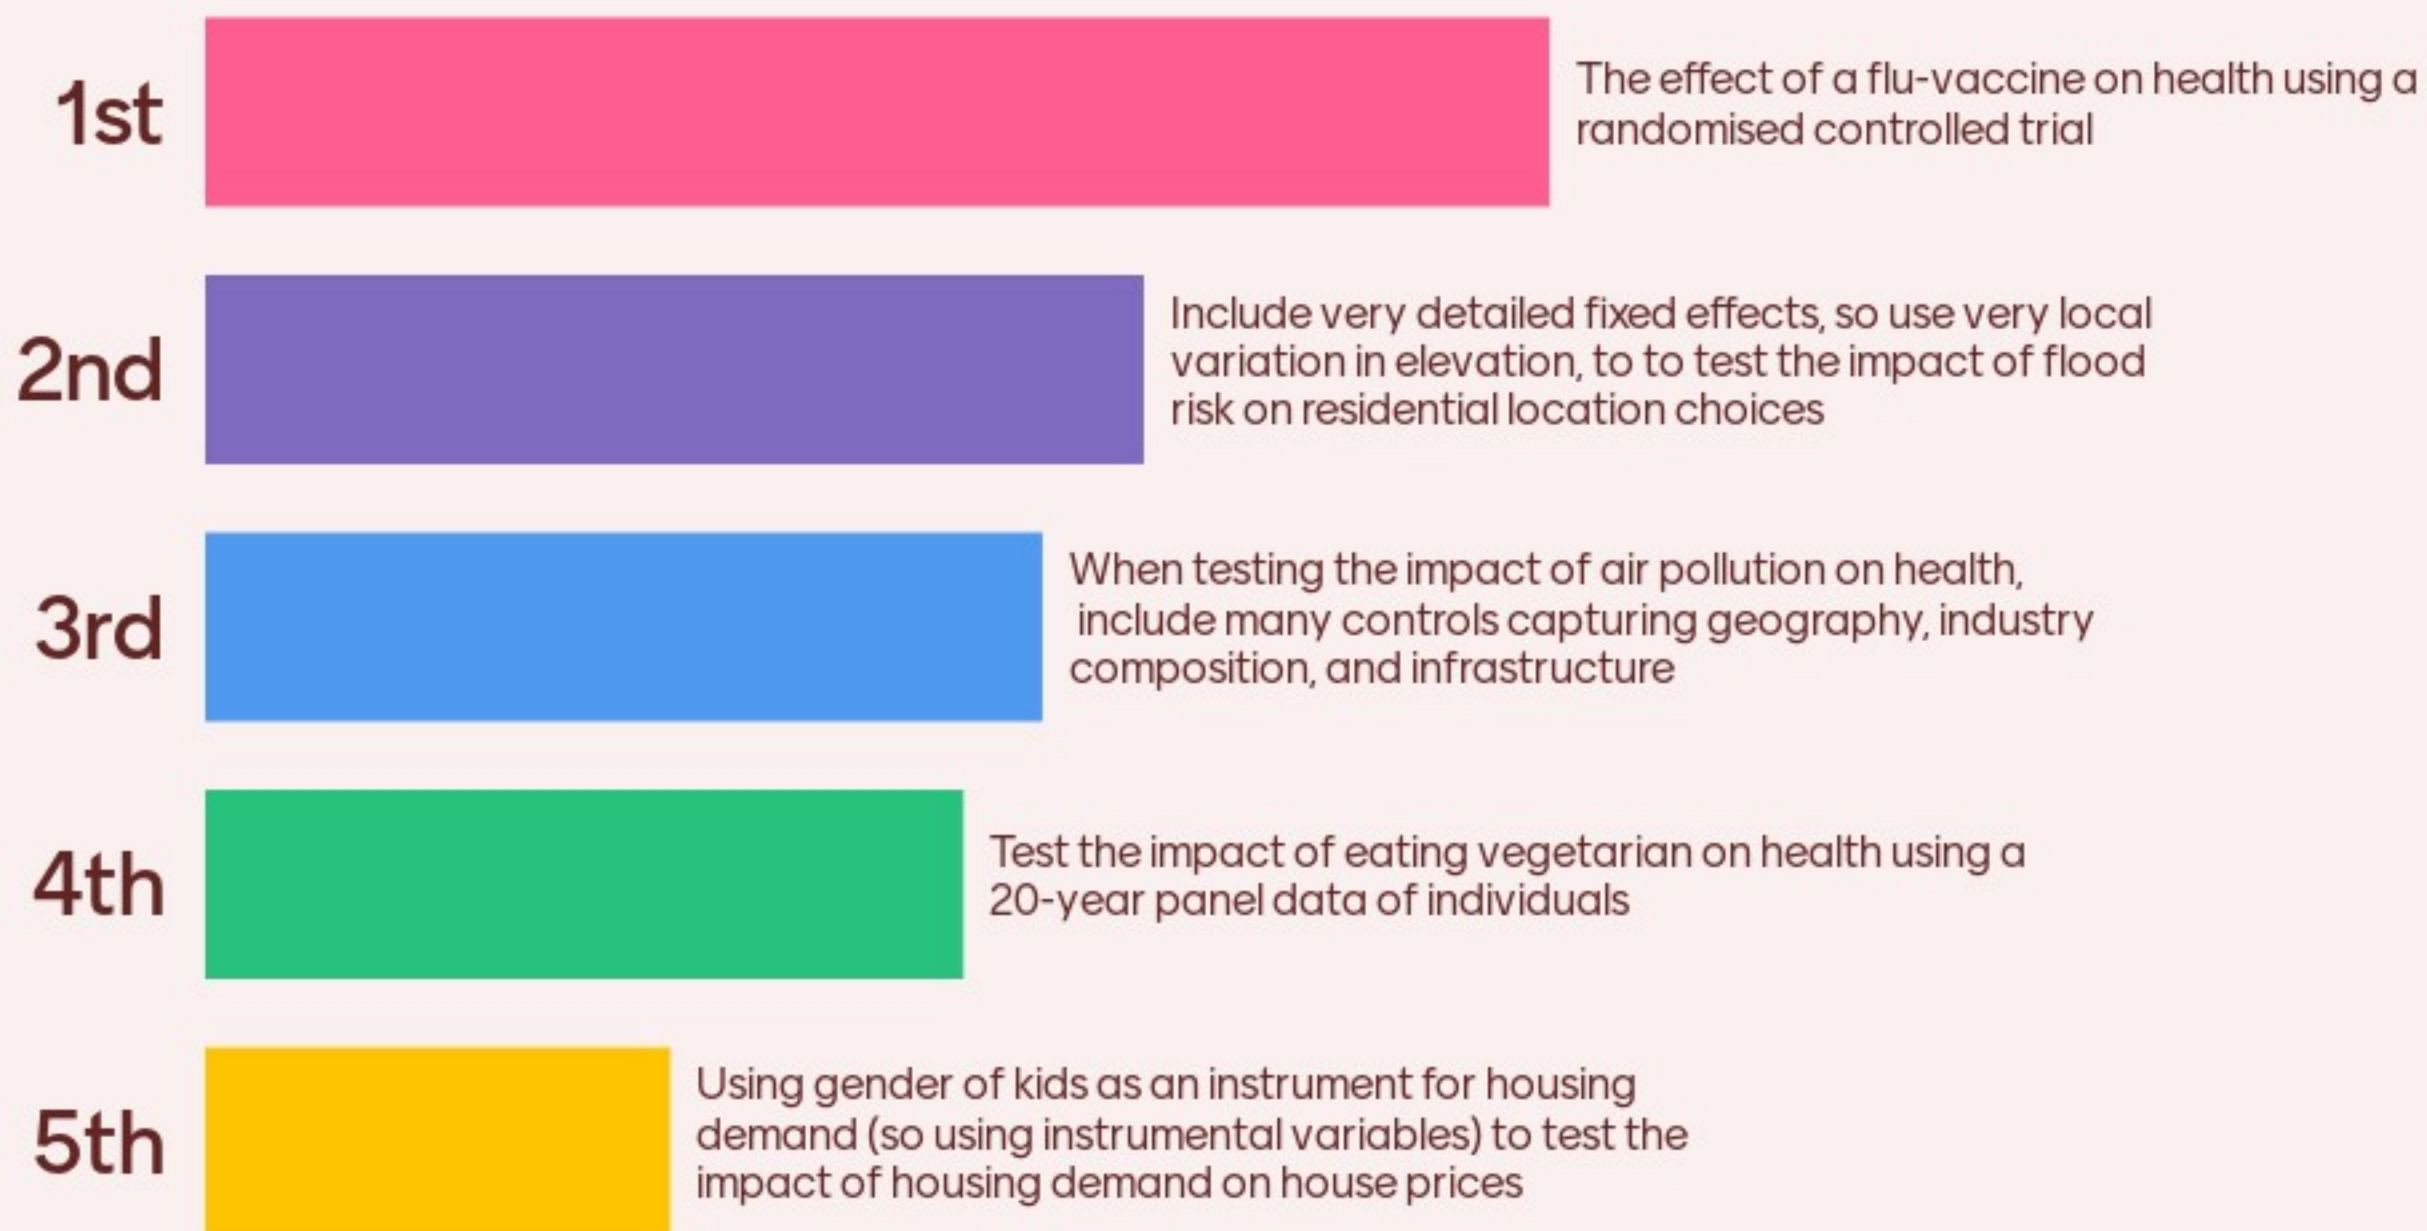 1st
The effect of a flu-vaccine on health using a
randomised controlled trial
2nd
Include very detailed fixed effects, so use very local
variation in elevation, to to test the impact of flood
risk on residential location choices
3rd
When testing the impact of air pollution on health,
include many controls capturing geography, industry
composition, and infrastructure
4th
Test the impact of eating vegetarian on health using a
20-year panel data of individuals
5th
Using gender of kids as an instrument for housing
demand (so using instrumental variables) to test the
impact of housing demand on house prices